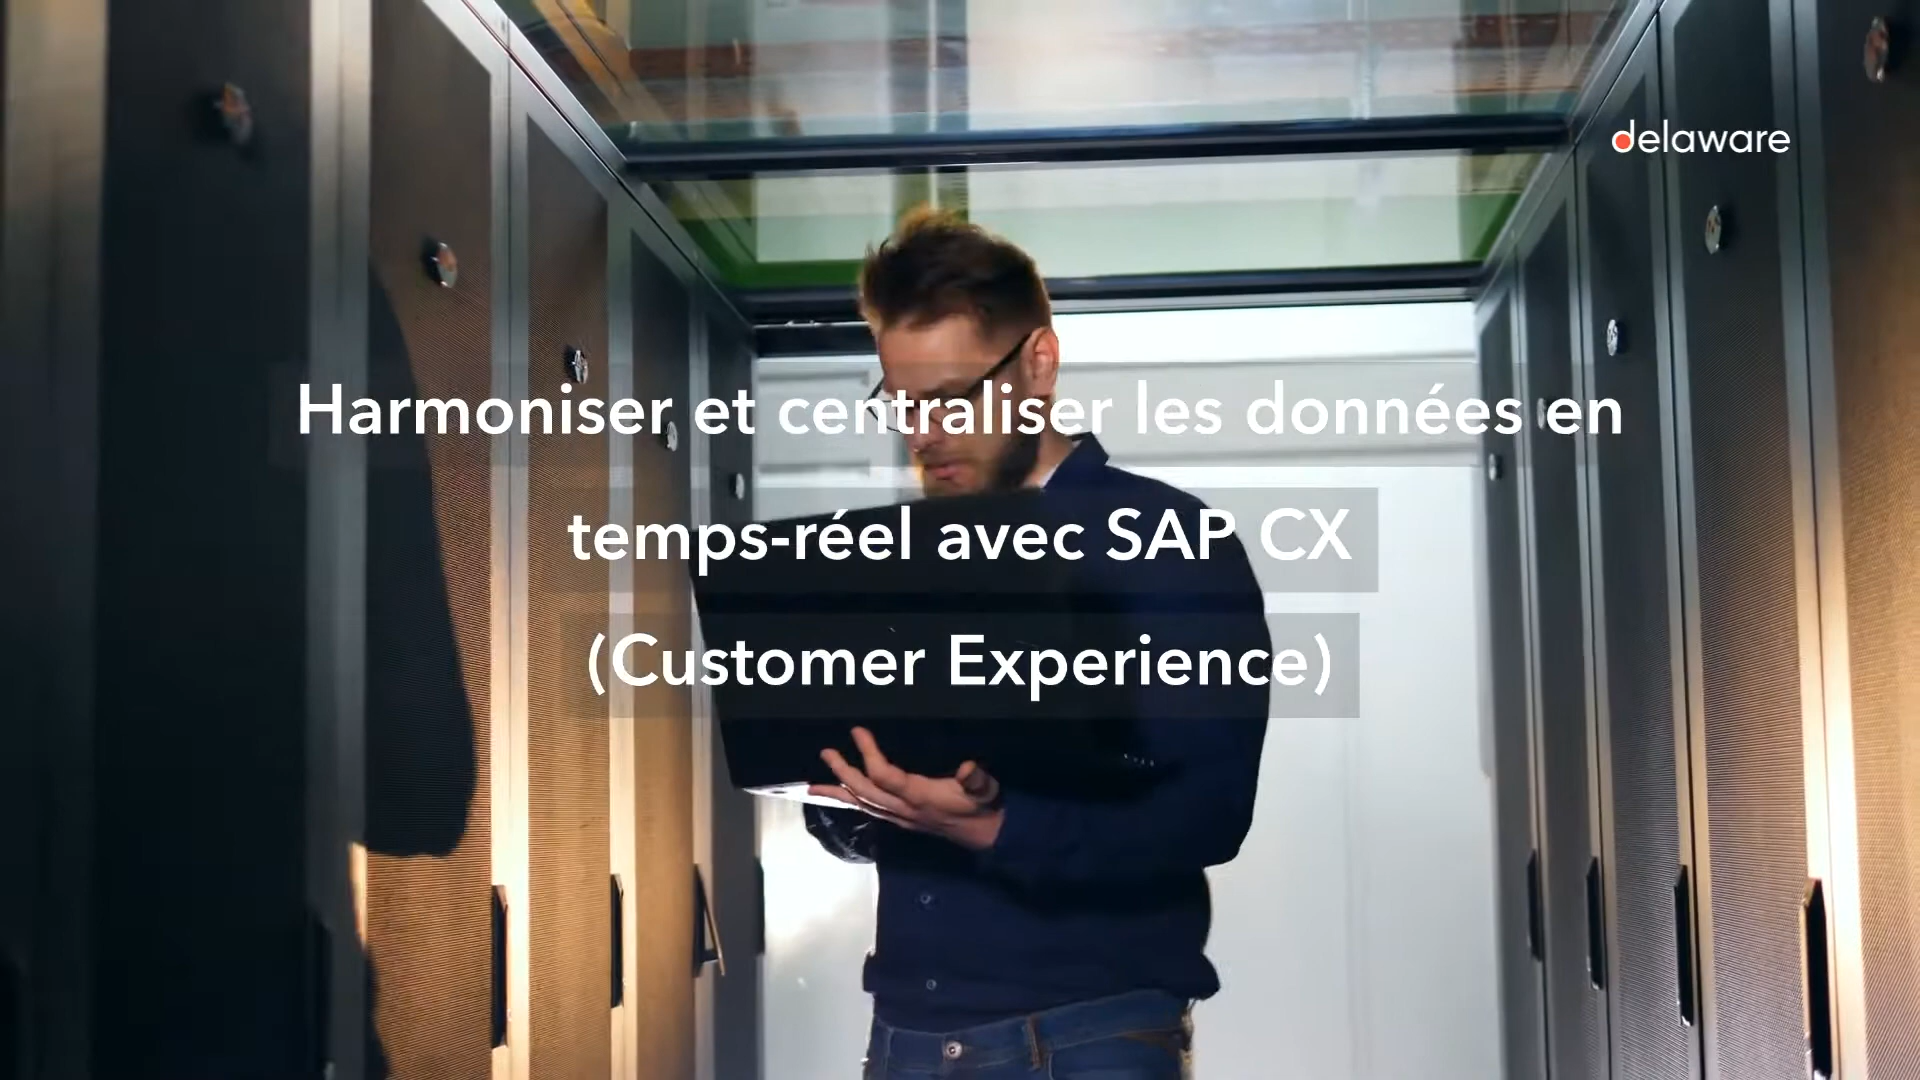 delaware
Harmoniser et centraliser les données en
temps-réel avec SAP CX
(Customer Experience)